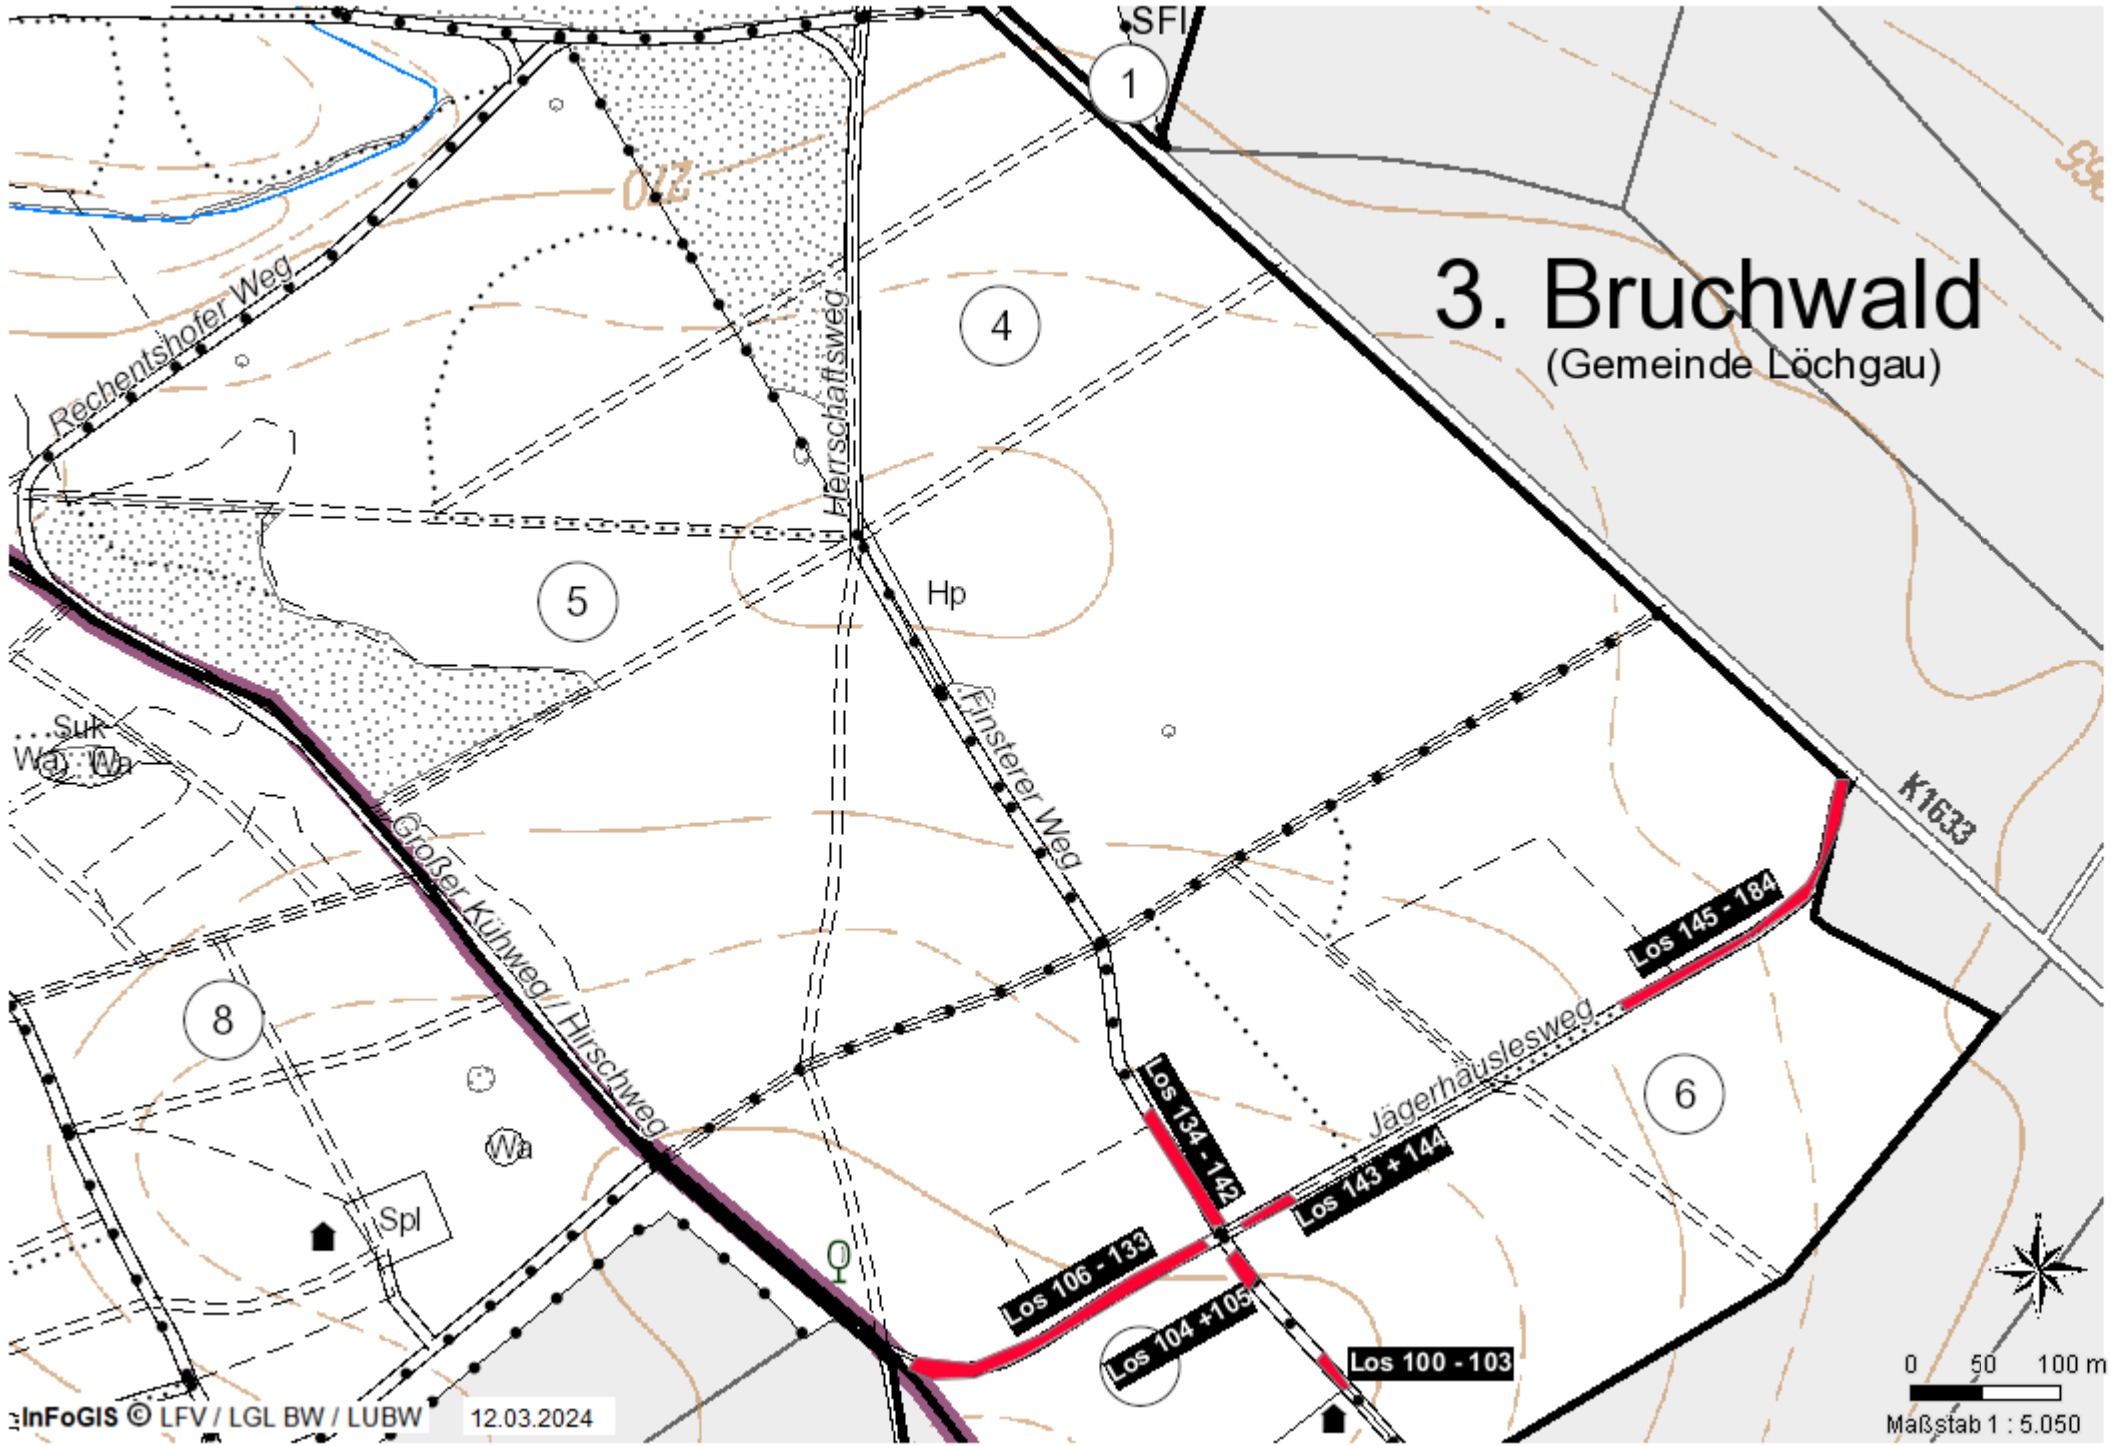 SFl
1
270
3. Bruchwald
(Gemeinde Löchgau)
Rechentshofer Weg
Herrschaftsweg
4
5
Hp
Finsterer Weg
Suk
Wa
Wa
K1633
Großer Kühweg / Hirschweg
Los 145 - 184
8
Jägerhäuslesweg
6
Los 134 - 142
Wa
Los 143 + 144
Spl
Los 106 - 133
Los 104 +105
Los 100 - 103
0 50 100 m
Maßstab 1 : 5.050
InFoGIS © LFV / LGL BW / LUBW 12.03.2024